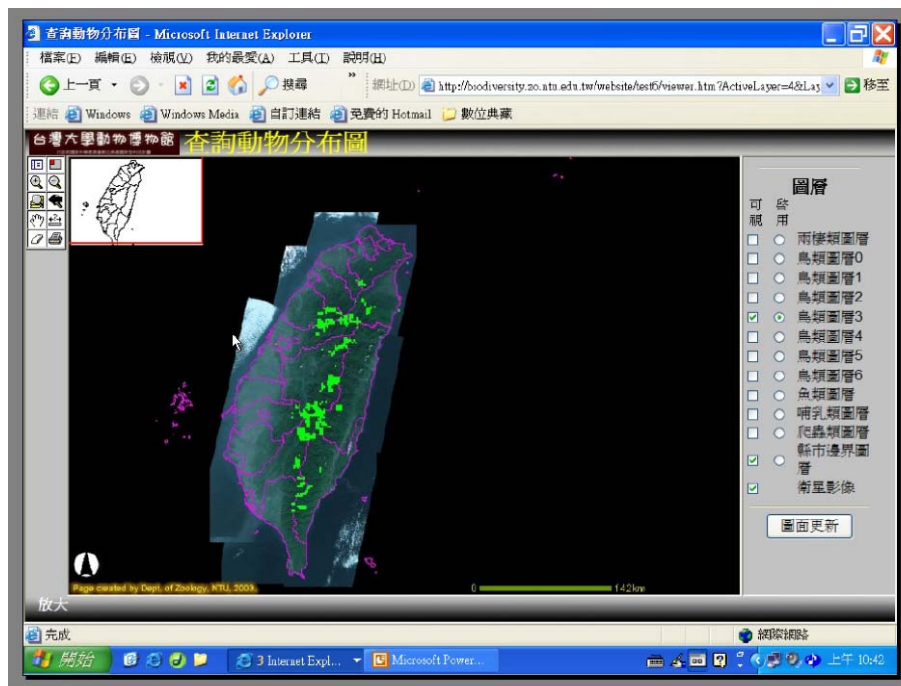 查詢動物分布圖 - Microsoft Internet Explorer
檔案(F) 編輯(E) 檢視(V) 我的最愛(A) 工具(T) 說明(H)
上一頁 搜尋 » 網址(D) http://biodiversity.zo.ntu.edu.tw/website/test6/viewer.htm?ActiveLayer=4&Lay 移至
連結 Windows Windows Media 自訂連結 免費的 Hotmail 數位典藏
台灣大學動物博物館 查詢動物分布圖
圖層
可視 啓用
兩棲類圖層
鳥類圖層0
鳥類圖層1
鳥類圖層2
鳥類圖層3
鳥類圖層4
鳥類圖層5
鳥類圖層6
魚類圖層
哺乳類圖層
爬蟲類圖層
縣市邊界圖
層
衛星影像
圖面更新
Page created by Dept. of Zoology, NTU, 2003.
0 142km
放大
完成 網際網路
開始 3 Internet Expl... Microsoft Power... 上午 10:42